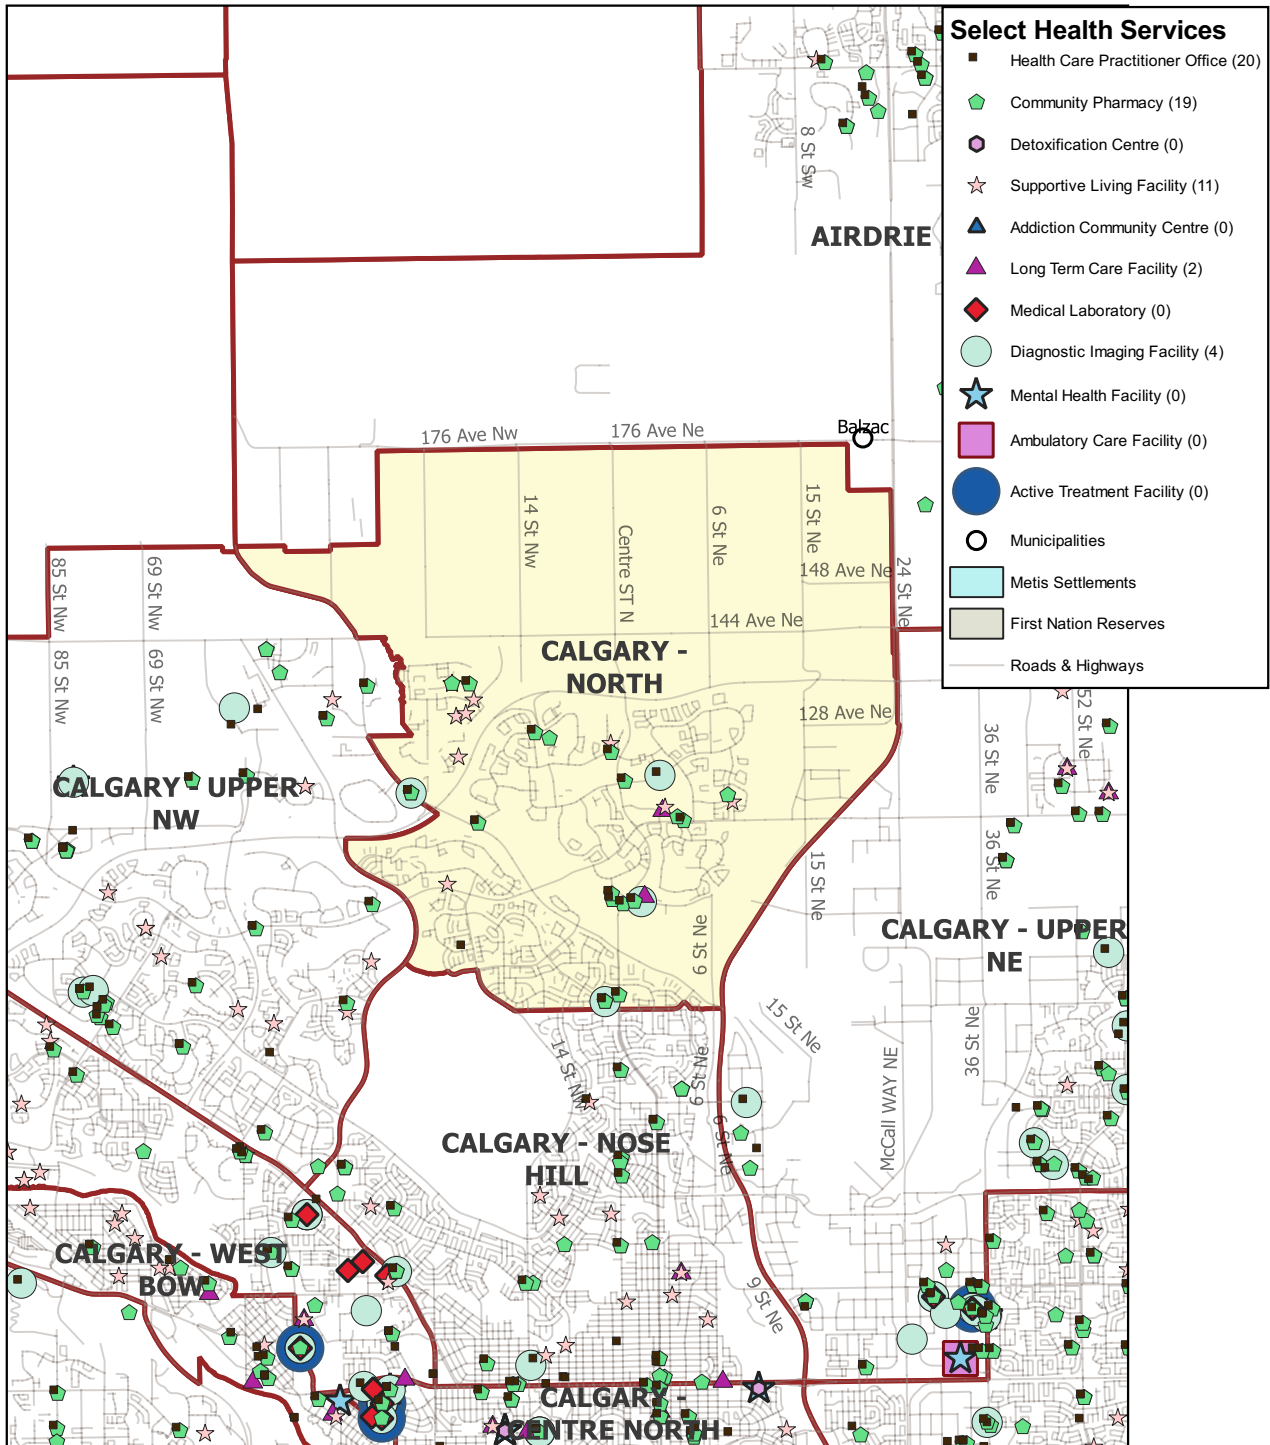 Select Health Services
Health Care Practitioner Office (20)
Community Pharmacy (19)
Detoxification Centre (0)
Supportive Living Facility (11)
Addiction Community Centre (0)
Long Term Care Facility (2)
Medical Laboratory (0)
Diagnostic Imaging Facility (4)
Mental Health Facility (0)
Ambulatory Care Facility (0)
Active Treatment Facility (0)
Municipalities
Metis Settlements
First Nation Reserves
Roads & Highways
8 St Sw
AIRDRIE
Balzac
176 Ave Nw
176 Ave Ne
14 St Nw
Centre ST N
6 St Ne
15 St Ne
148 Ave Ne
24 St Ne
85 St Nw
69 St Nw
144 Ave Ne
85 St Nw
69 St Nw
CALGARY -
NORTH
128 Ave Ne
36 St Ne
52 St Ne
CALGARY - UPPER
NW
36 St Ne
15 St Ne
6 St Ne
CALGARY - UPPER
NE
15 St Ne
36 St Ne
14 St NW
6 St Ne
McCall WAY NE
6 St Ne
CALGARY - NOSE
HILL
CALGARY - WEST
BOW
9 St Ne
CALGARY -
CENTRE NORTH